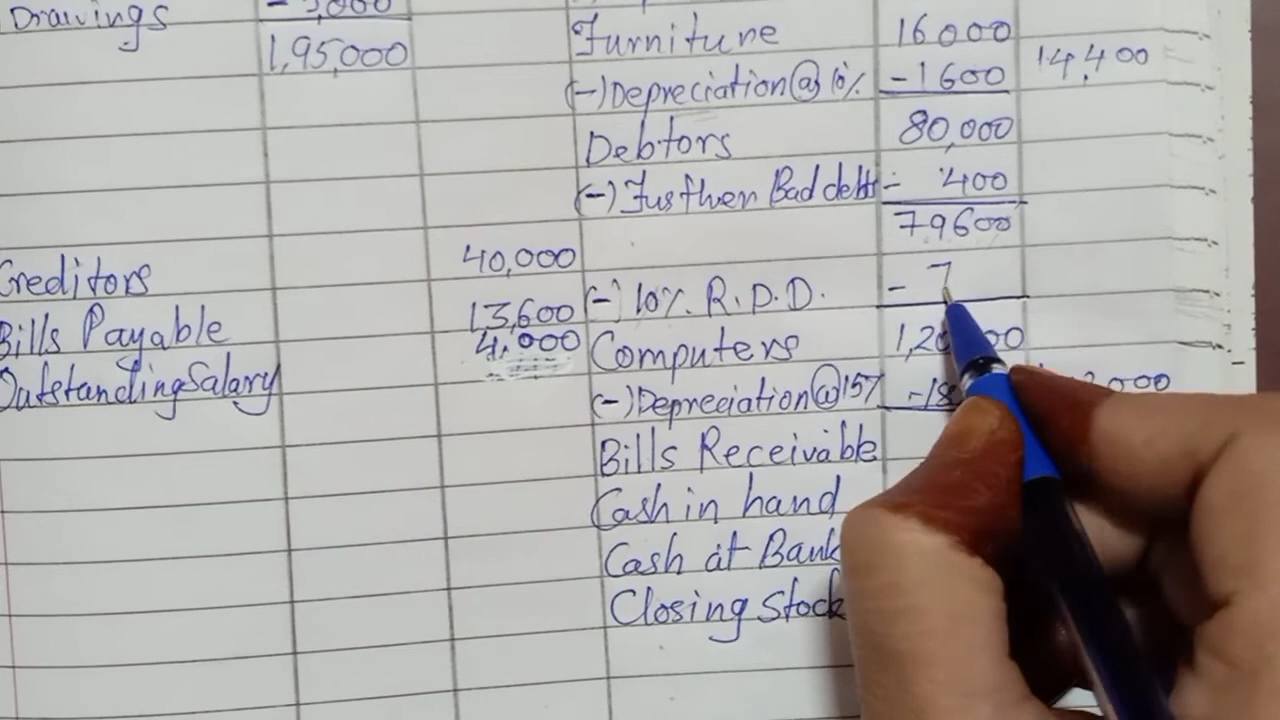 Drawings
1,95,000
Furniture 16000
(-) Depreciation @ 10% -1600 14,400
Debtors 80,000
(-) Further Bad debts - 400
79600
Creditors 40,000
(-) 10% R.D.D. - 7
Bills Payable 13,600
Computers
Outstanding Salary 4,000
(-) Depreciation @ 15%
Bills Receivable
Cash in hand
Cash at Bank
Closing Stock